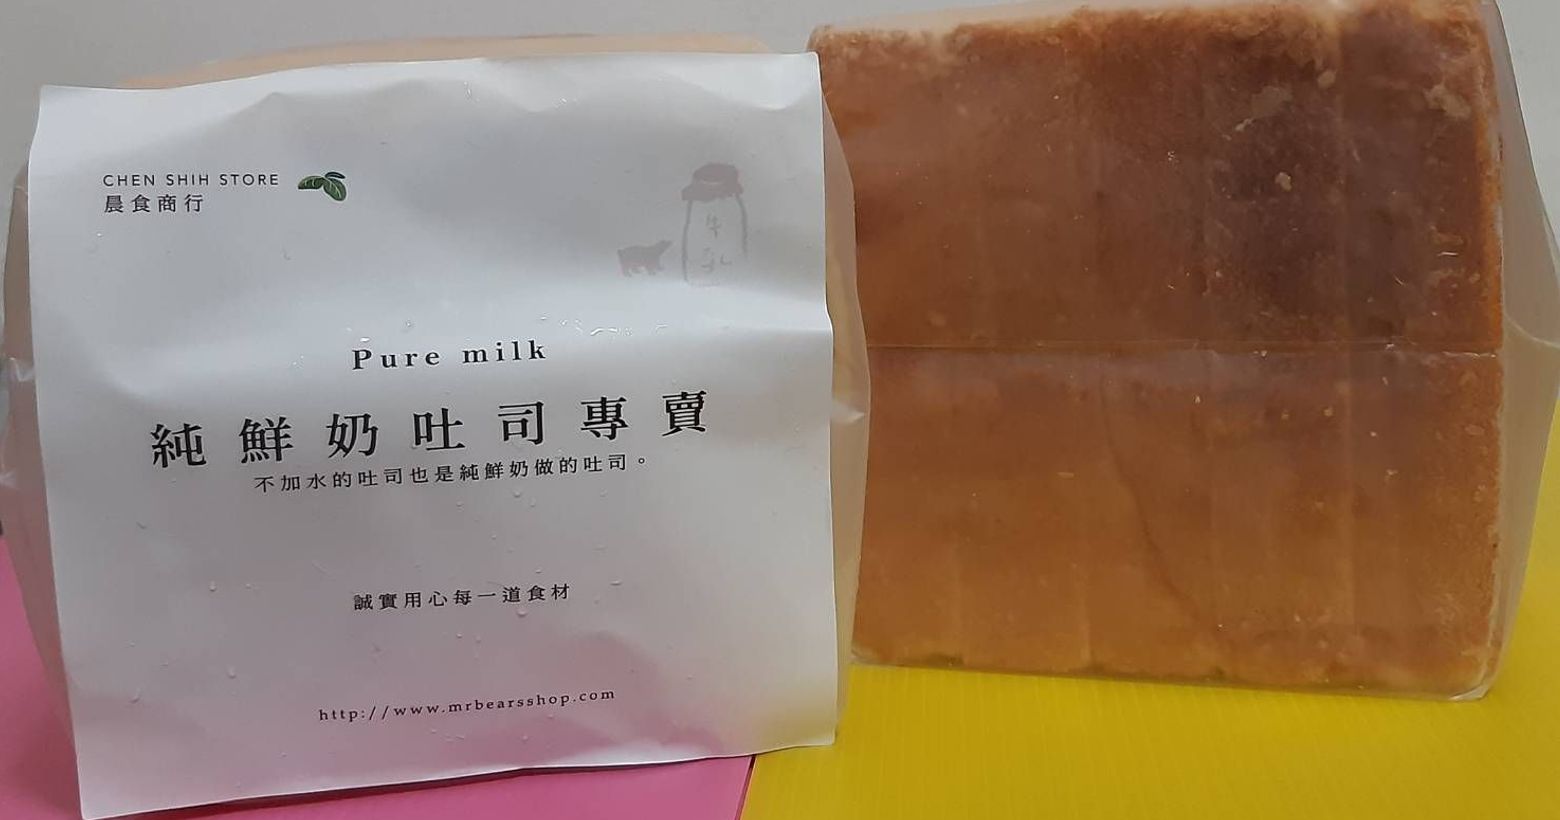 CHEN SHIH STORE
晨食商行
牛乳
Pure milk
純鮮奶吐司專賣
不加水的吐司也是純鮮奶做的吐司。
誠實用心每一道食材
http://www.mrbearsshop.com